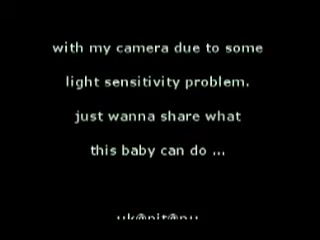 with my camera due to some
light sensitivity problem.
just wanna share what
this baby can do ...